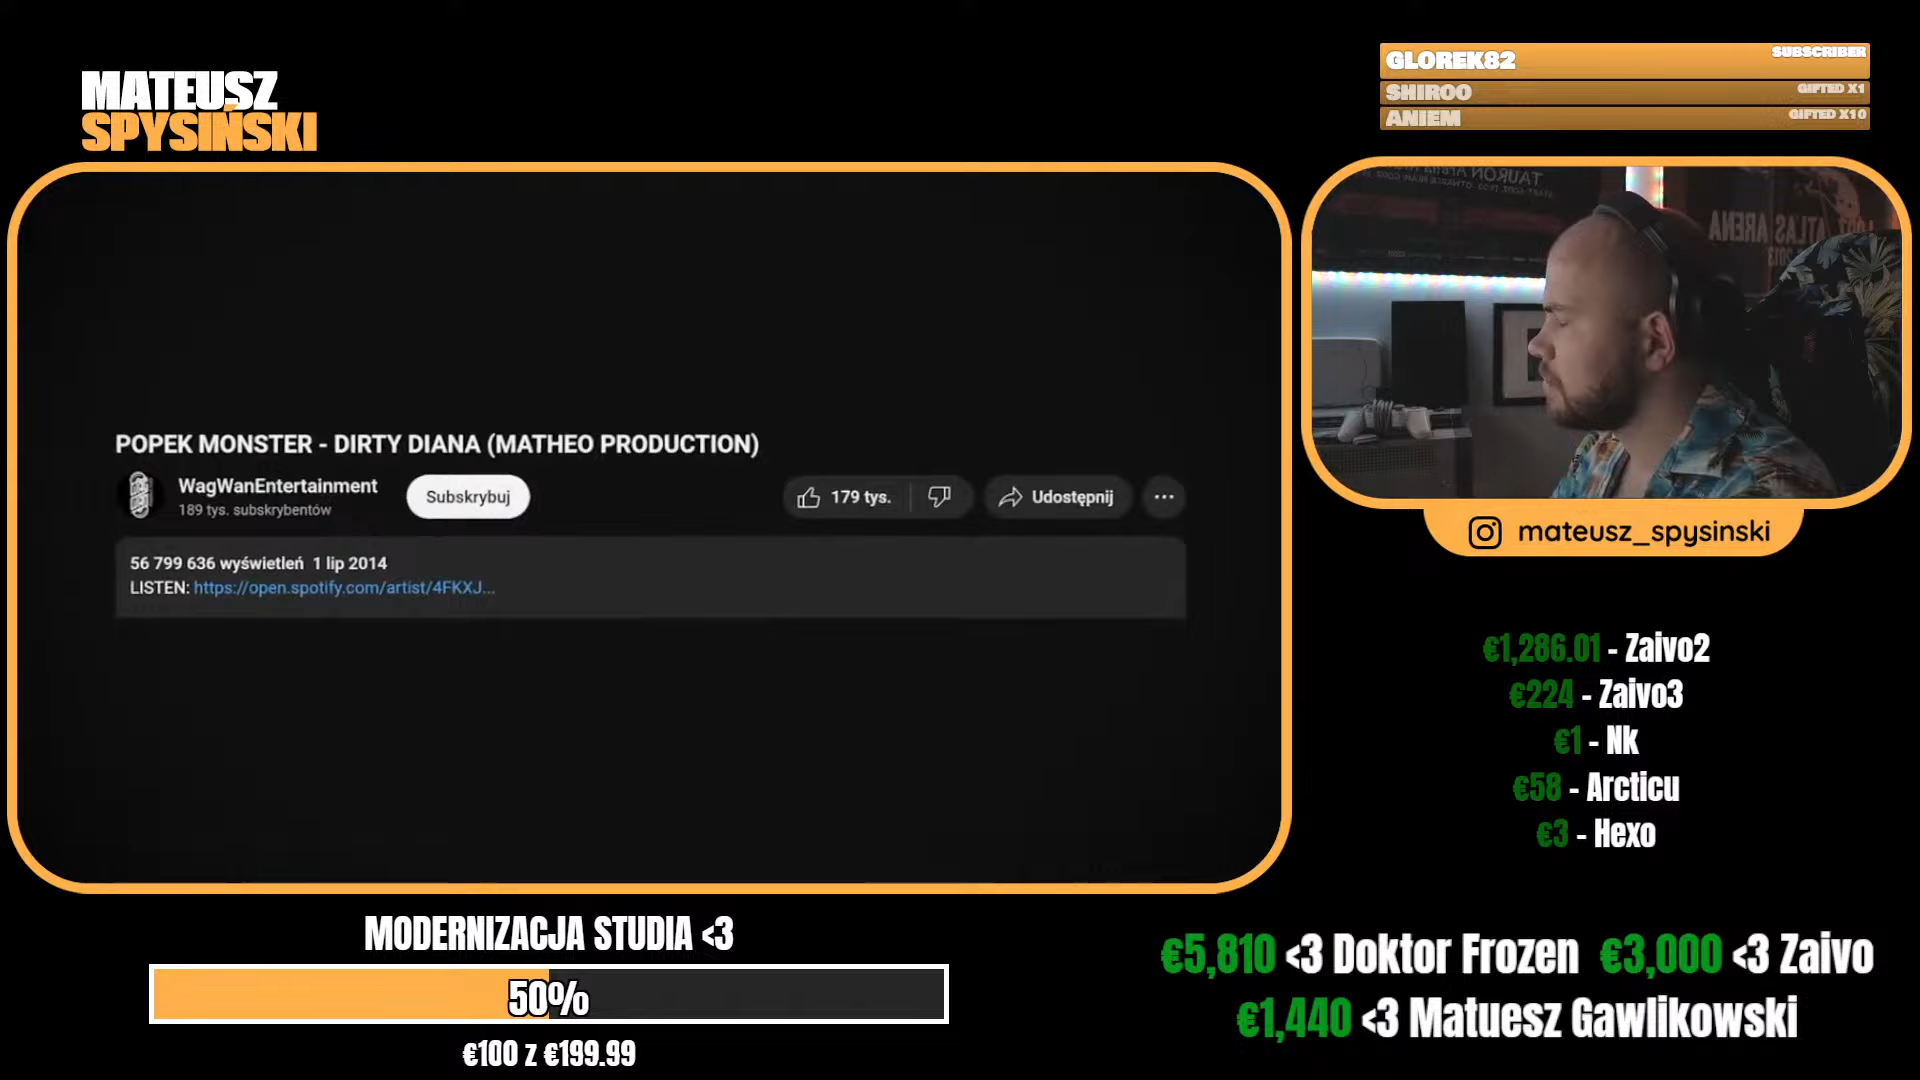 MATEUSZ
SPYSIŃSKI
GLOREK82 SUBSCRIBER
SHIROO GIFTED X1
ANIEM GIFTED X10
POPEK MONSTER - DIRTY DIANA (MATHEO PRODUCTION)
WagWanEntertainment
189 tys. subskrybentów
Subskrybuj
179 tys.
Udostępnij
56 799 636 wyświetleń 1 lip 2014
LISTEN: https://open.spotify.com/artist/4FKXJ...
TAURON
ATLAS ARENA
mateusz_spysinski
€1,286.01 - Zaivo2
€224 - Zaivo3
€1 - Nk
€58 - Arcticu
€3 - Hexo
MODERNIZACJA STUDIA <3
50%
€100 z €199.99
€5,810 <3 Doktor Frozen €3,000 <3 Zaivo
€1,440 <3 Matuesz Gawlikowski